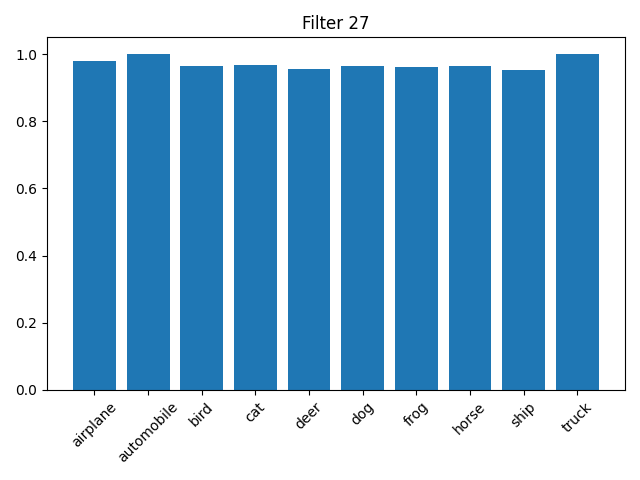 Filter 27
1.0
0.8
0.6
0.4
0.2
0.0
airplane
automobile
bird
cat
deer
dog
frog
horse
ship
truck